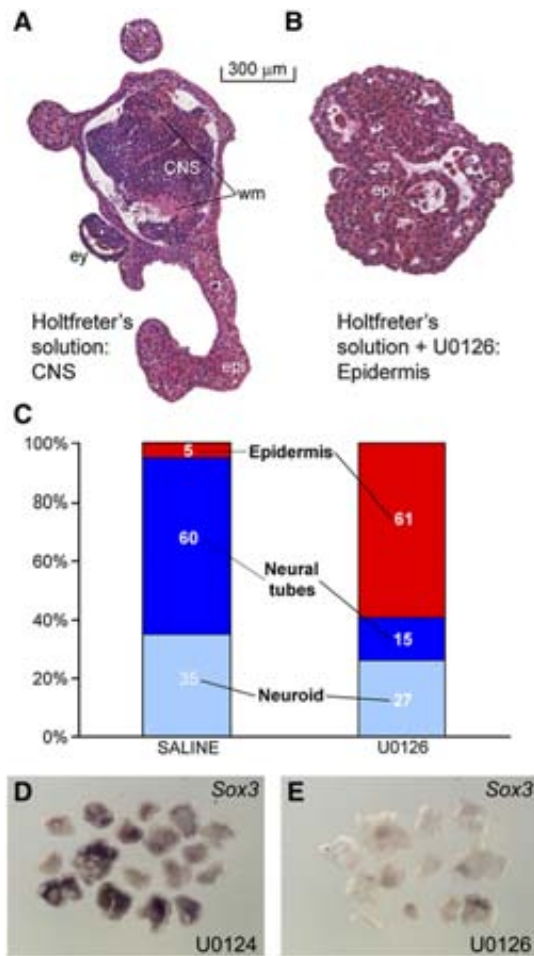 A
B
300 µm
CNS
wm
epi
ey
epi
Holtfreter's
solution:
CNS
Holtfreter's
solution + U0126:
Epidermis
C
100%
80%
60%
40%
20%
0%
5
Epidermis
61
60
Neural
tubes
15
35
Neuroid
27
SALINE
U0126
D
Sox3
U0124
E
Sox3
U0126